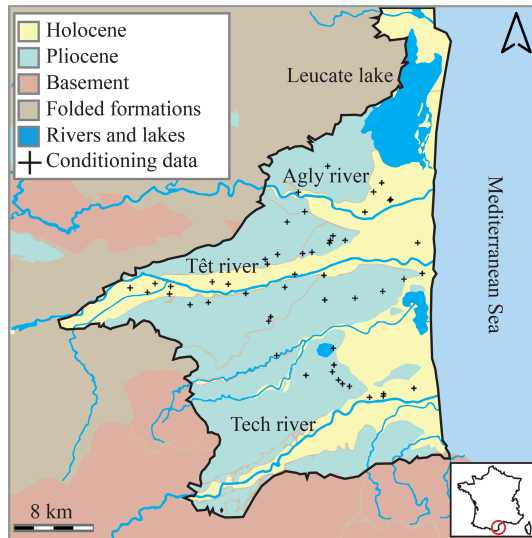 Holocene
Pliocene
Basement
Folded formations
Rivers and lakes
Conditioning data
Leucate lake
Agly river
Têt river
Tech river
Mediterranean Sea
8 km